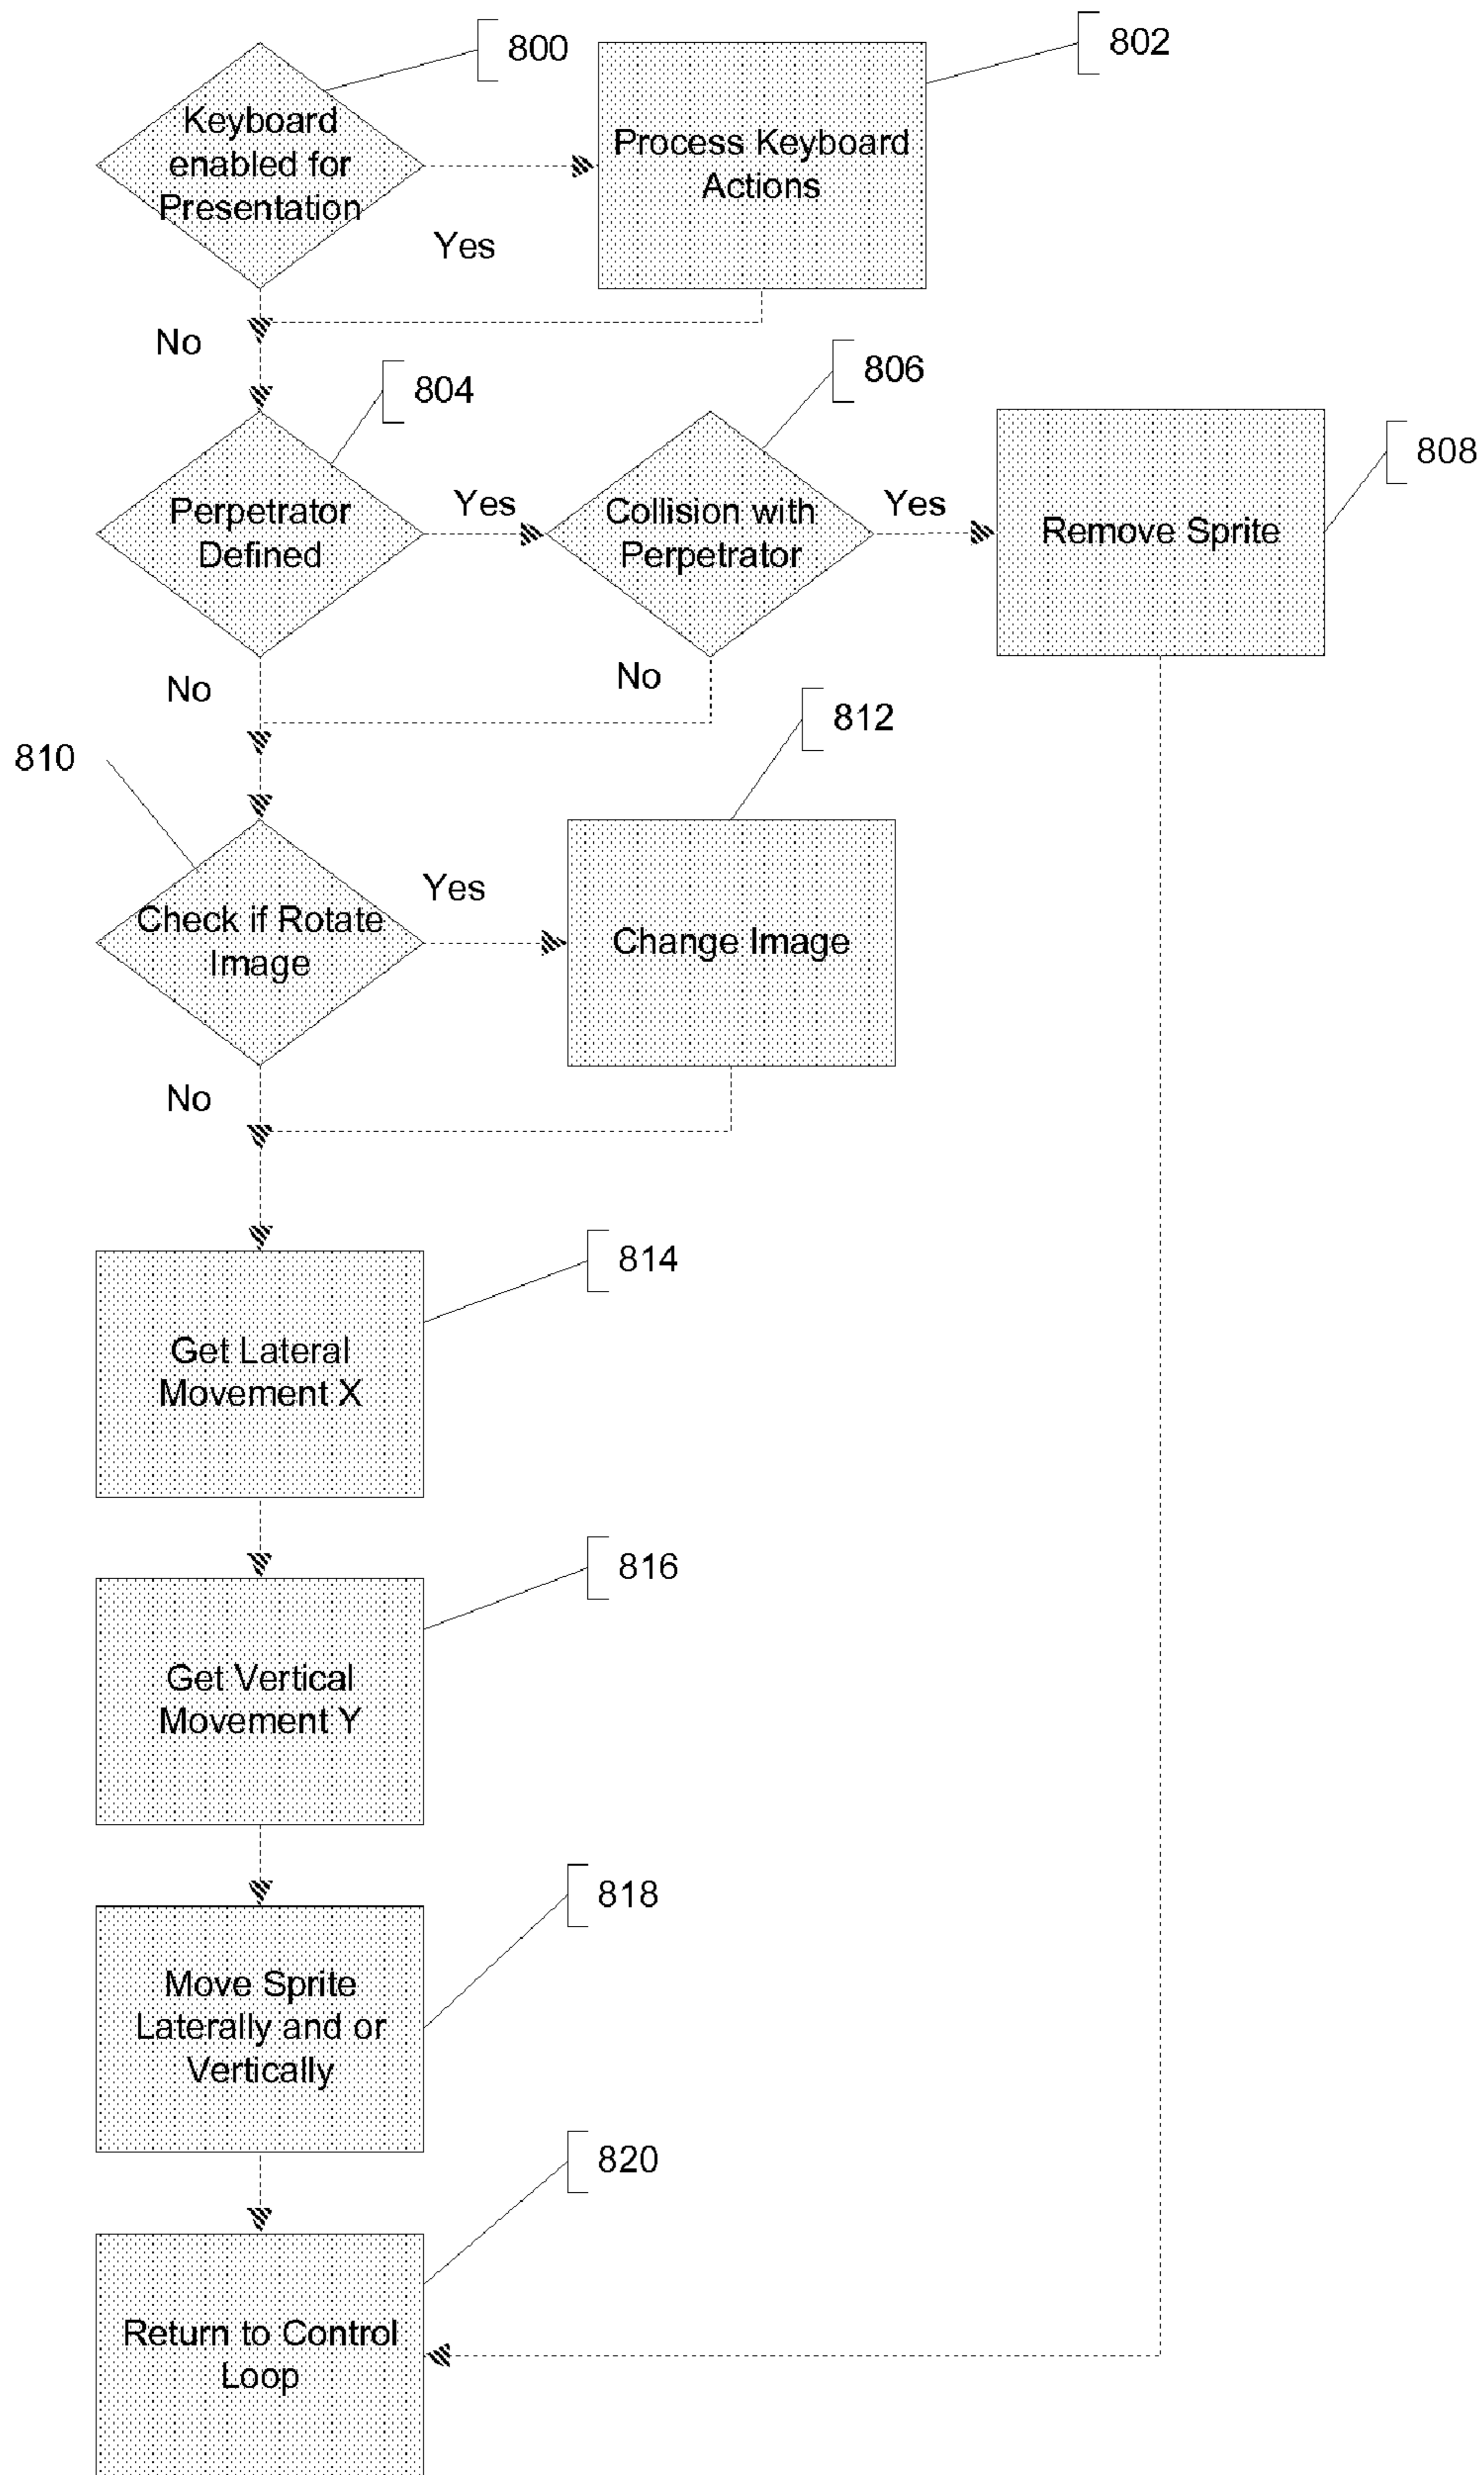 800
802
Keyboard
enabled for
Presentation
Process Keyboard
Actions
Yes
No
804
806
808
Perpetrator
Defined
Yes
Collision with
Perpetrator
Yes
Remove Sprite
No
No
810
812
Check if Rotate
Image
Yes
Change Image
No
814
Get Lateral
Movement X
816
Get Vertical
Movement Y
818
Move Sprite
Laterally and or
Vertically
820
Return to Control
Loop